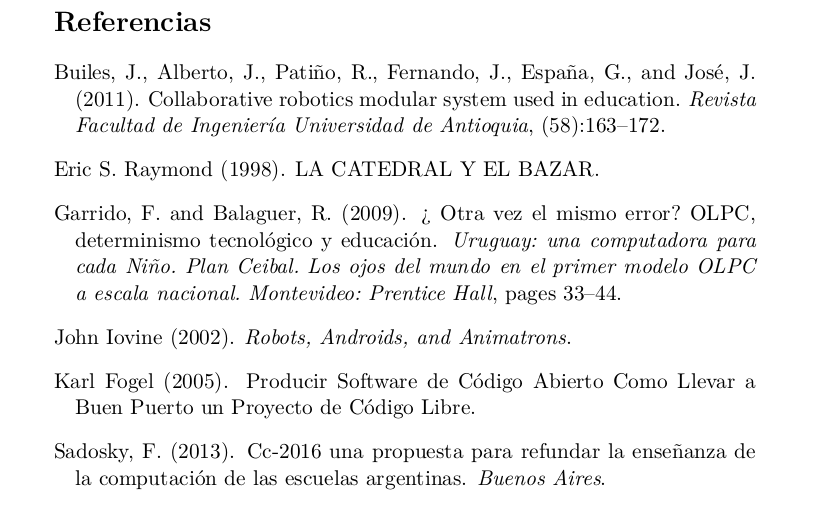 Referencias
Builes, J., Alberto, J., Patiño, R., Fernando, J., España, G., and José, J.
(2011). Collaborative robotics modular system used in education. Revista
Facultad de Ingeniería Universidad de Antioquia, (58):163–172.
Eric S. Raymond (1998). LA CATEDRAL Y EL BAZAR.
Garrido, F. and Balaguer, R. (2009). ¿ Otra vez el mismo error? OLPC,
determinismo tecnológico y educación. Uruguay: una computadora para
cada Niño. Plan Ceibal. Los ojos del mundo en el primer modelo OLPC
a escala nacional. Montevideo: Prentice Hall, pages 33–44.
John Iovine (2002). Robots, Androids, and Animatrons.
Karl Fogel (2005). Producir Software de Código Abierto Como Llevar a
Buen Puerto un Proyecto de Código Libre.
Sadosky, F. (2013). Cc-2016 una propuesta para refundar la enseñanza de
la computación de las escuelas argentinas. Buenos Aires.